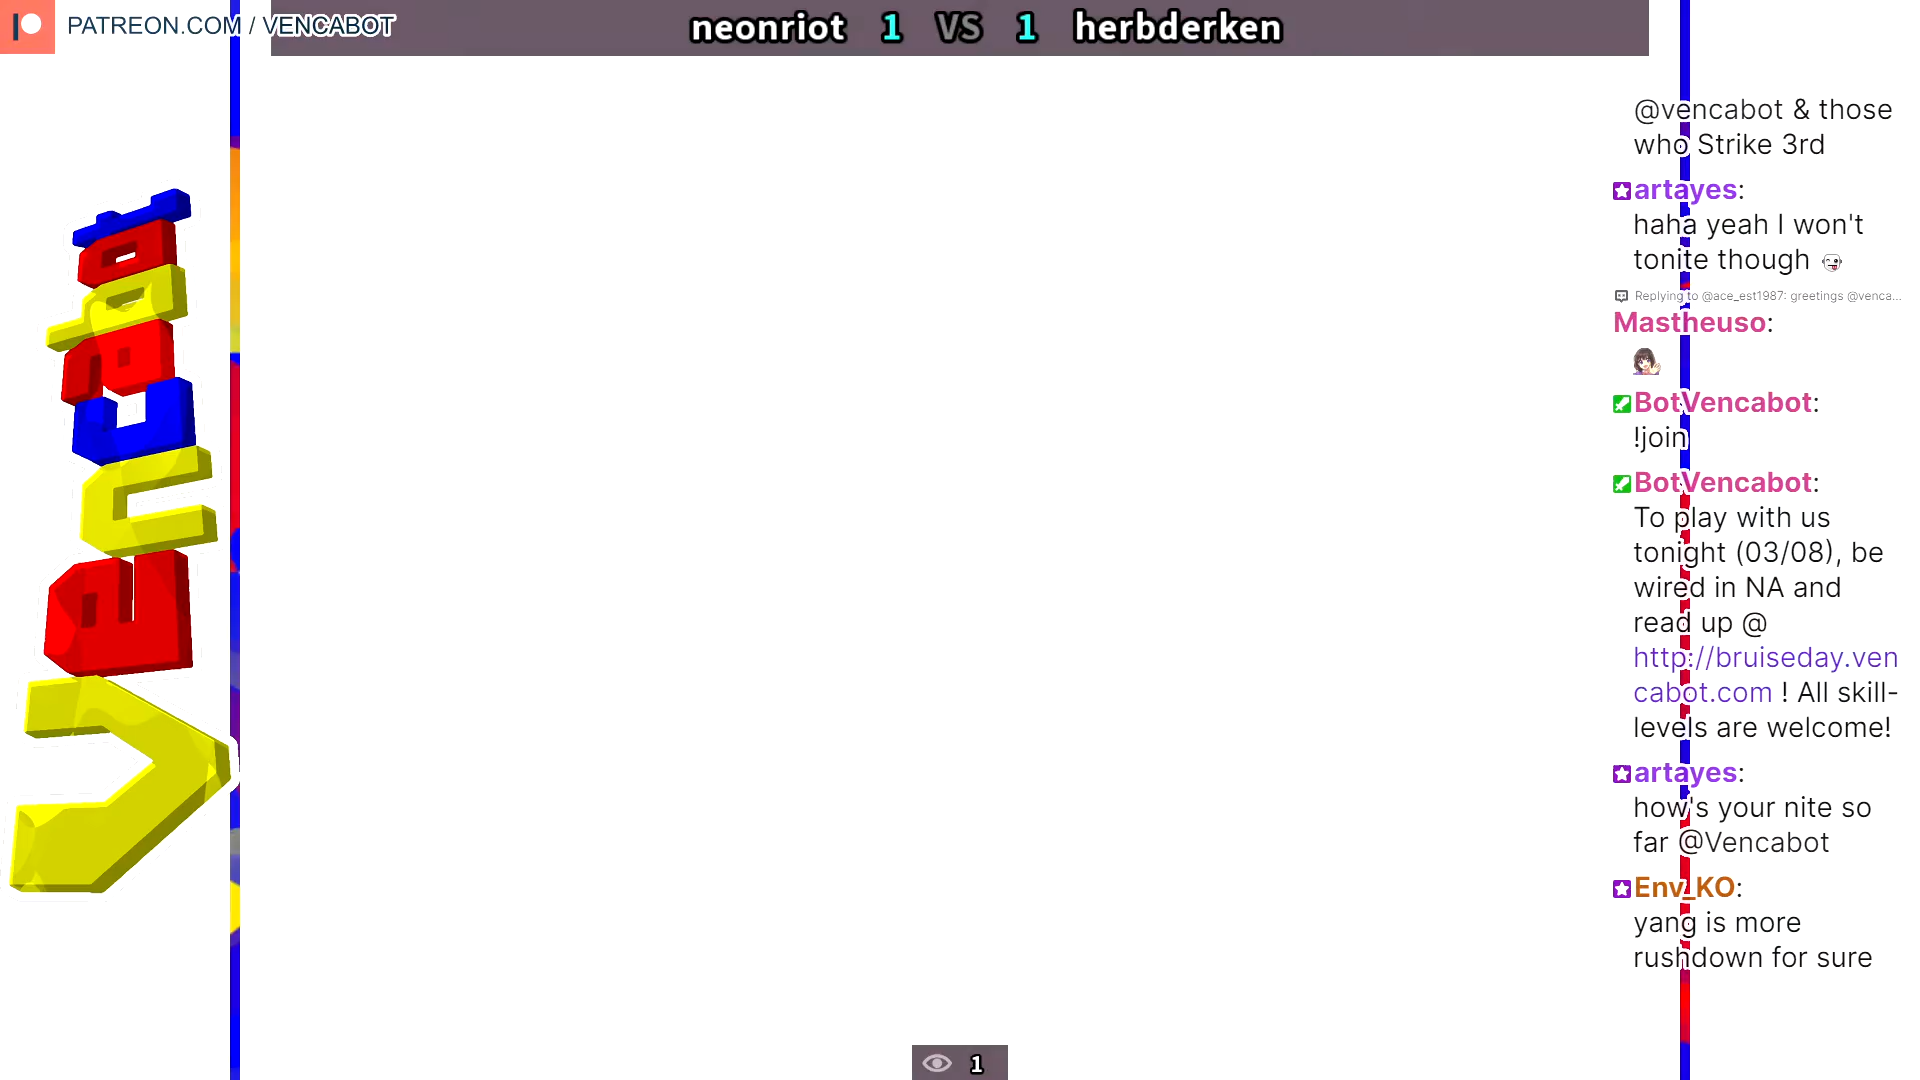 PATREON.COM / VENCABOT
neonriot 1 VS 1 herbderken
Vencabot
@vencabot & those
who Strike 3rd
artayes:
haha yeah I won't
tonite though
Replying to @ace_est1987: greetings @venca...
Mastheuso:
BotVencabot:
!join
BotVencabot:
To play with us
tonight (03/08), be
wired in NA and
read up @
http://bruiseday.ven
cabot.com ! All skill-
levels are welcome!
artayes:
how's your nite so
far @Vencabot
Env_KO:
yang is more
rushdown for sure
1